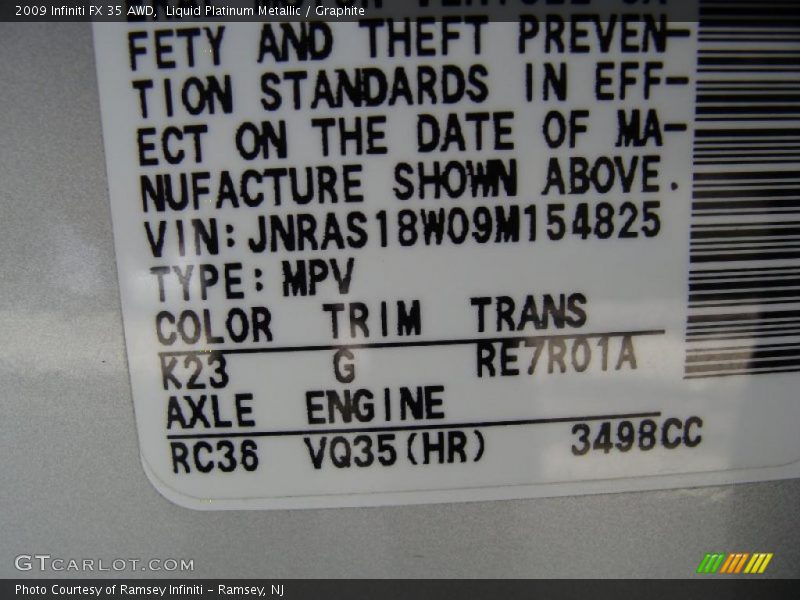 2009 Infiniti FX 35 AWD, Liquid Platinum Metallic / Graphite
FETY AND THEFT PREVEN-
TION STANDARDS IN EFF-
ECT ON THE DATE OF MA-
NUFACTURE SHOWN ABOVE.
VIN: JNRAS18W09M154825
TYPE: MPV
COLOR TRIM TRANS
K23 G RE7R01A
AXLE ENGINE
RC36 VQ35(HR) 3498CC
GTCARLOT.COM
Photo Courtesy of Ramsey Infiniti - Ramsey, NJ